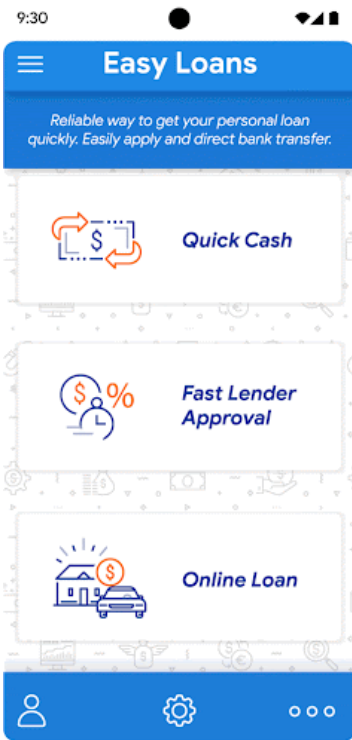 9:30
Easy Loans
Reliable way to get your personal loan
quickly. Easily apply and direct bank transfer.
$
Quick Cash
$ %
Fast Lender
Approval
$
Online Loan